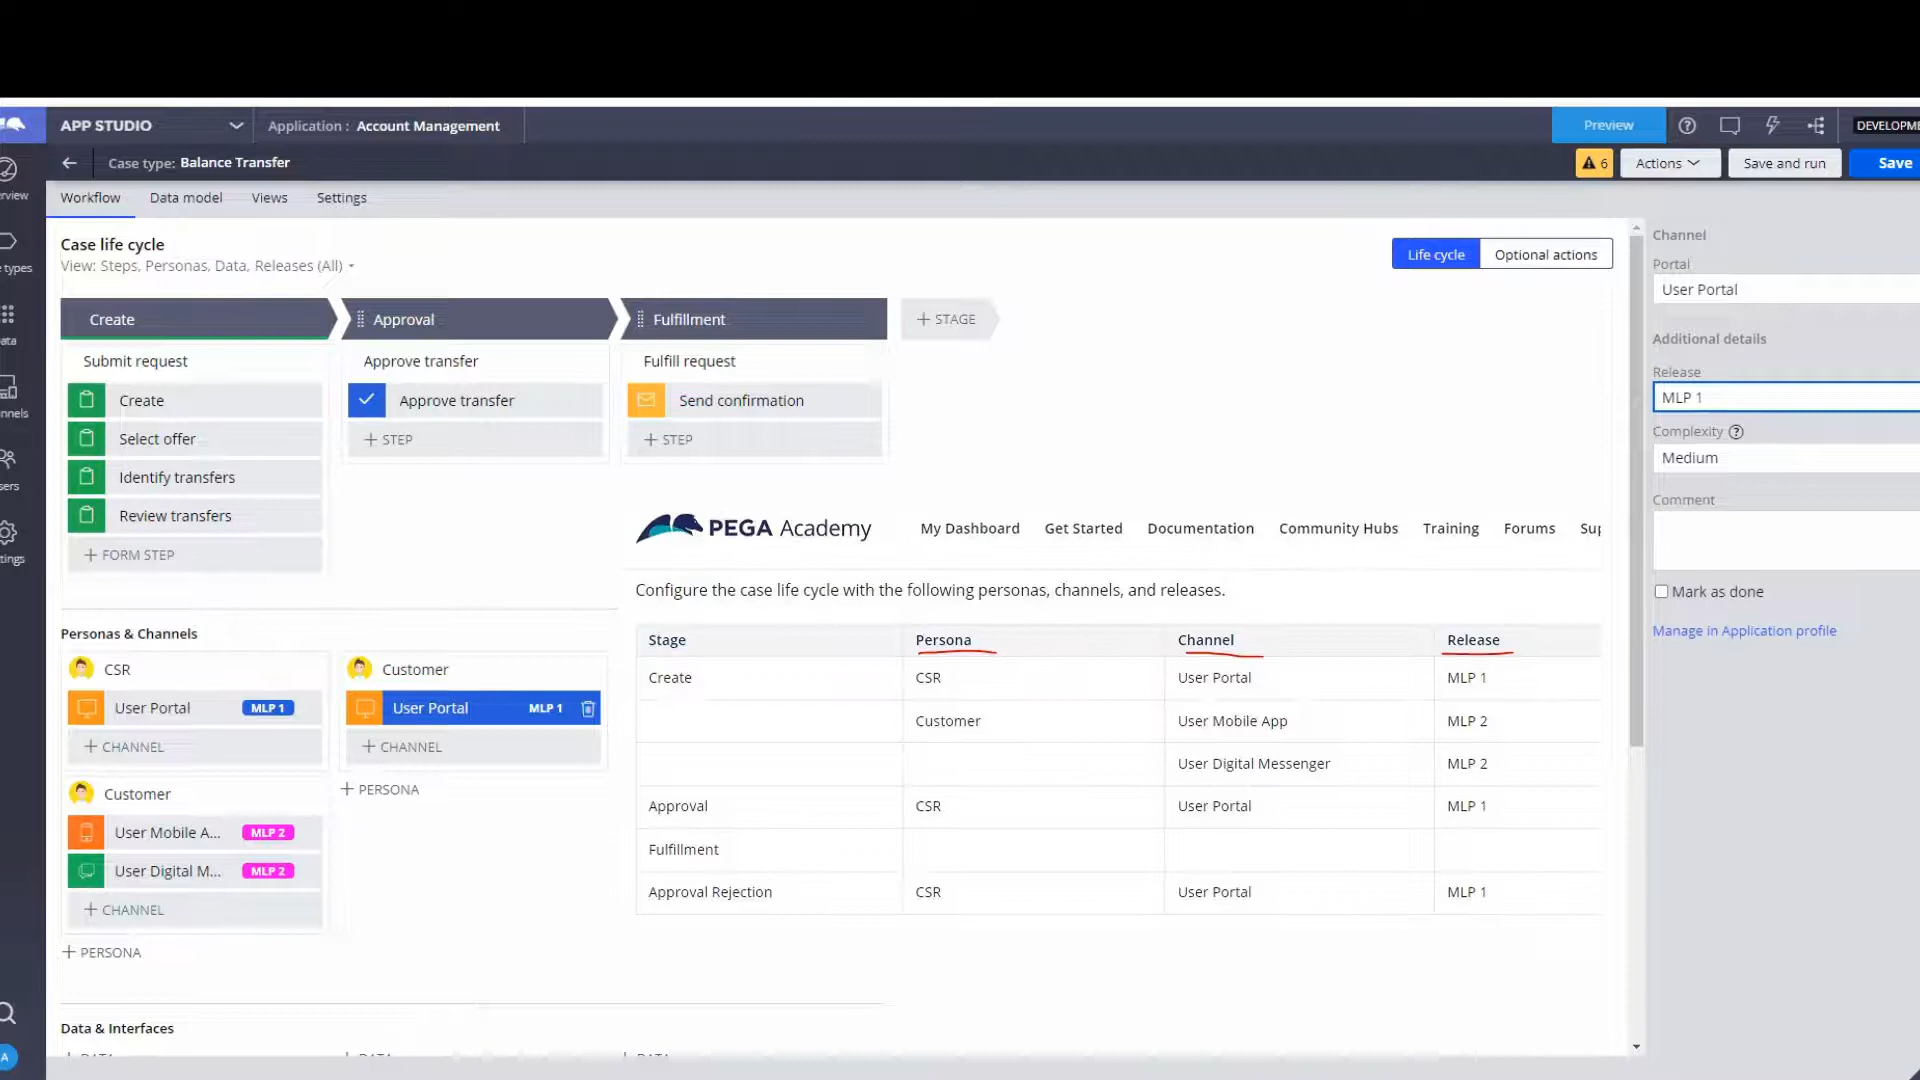 APP STUDIO
Application : Account Management
Preview
DEVELOPME
Case type: Balance Transfer
6
Actions
Save and run
Save
rview
Workflow
Data model
Views
Settings
Case life cycle
View: Steps, Personas, Data, Releases (All)
Life cycle
Optional actions
e types
ata
nnels
sers
ttings
A
Create
Approval
Fulfillment
+ STAGE
Submit request
Approve transfer
Fulfill request
Create
Approve transfer
Send confirmation
Select offer
+ STEP
+ STEP
Identify transfers
Review transfers
+ FORM STEP
Personas & Channels
CSR
Customer
User Portal MLP 1
User Portal MLP 1
+ CHANNEL
+ CHANNEL
Customer
+ PERSONA
User Mobile A... MLP 2
User Digital M... MLP 2
+ CHANNEL
+ PERSONA
Data & Interfaces
PEGA Academy
My Dashboard
Get Started
Documentation
Community Hubs
Training
Forums
Sup
Configure the case life cycle with the following personas, channels, and releases.
Stage Persona Channel Release
Create CSR User Portal MLP 1
Customer User Mobile App MLP 2
User Digital Messenger MLP 2
Approval CSR User Portal MLP 1
Fulfillment
Approval Rejection CSR User Portal MLP 1
Channel
Portal
User Portal
Additional details
Release
MLP 1
Complexity ?
Medium
Comment
Mark as done
Manage in Application profile